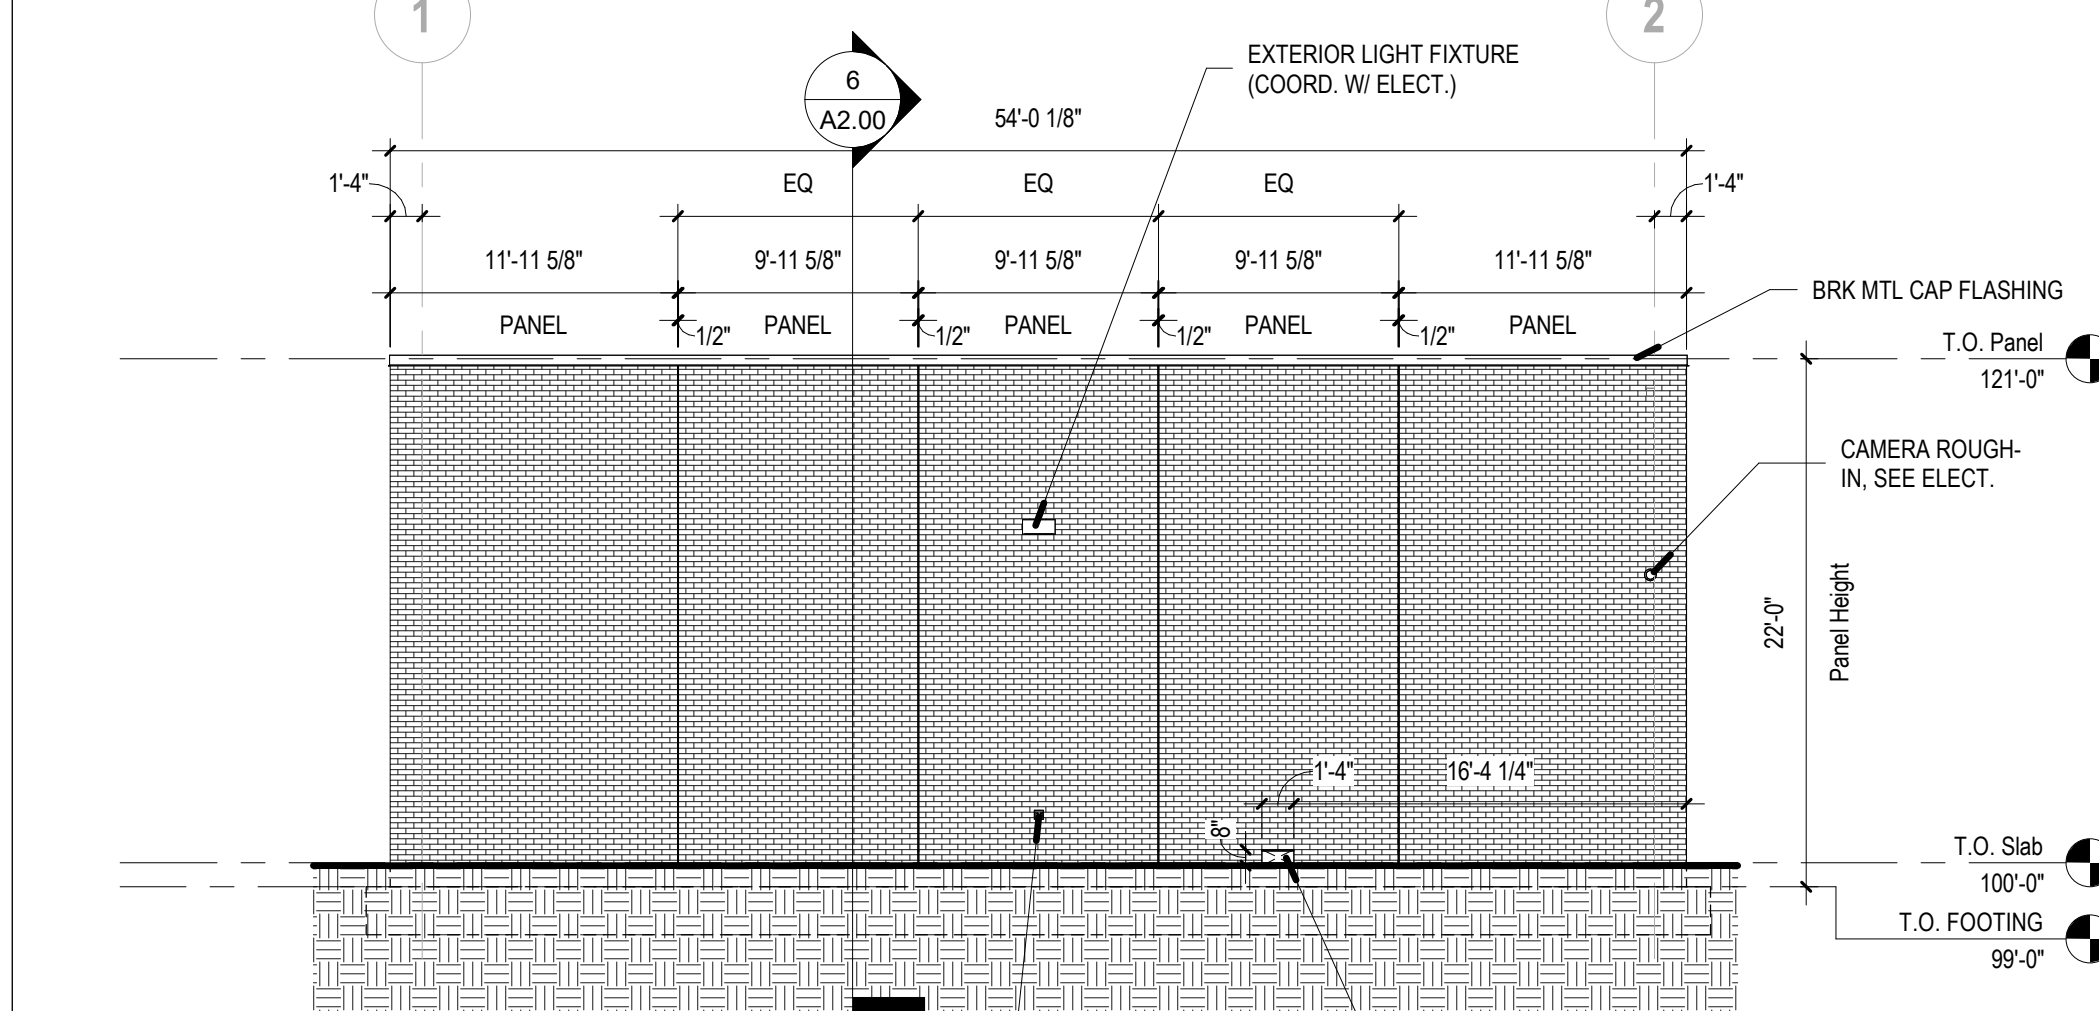 1
2
6
A2.00
EXTERIOR LIGHT FIXTURE
(COORD. W/ ELECT.)
54'-0 1/8"
1'-4"
EQ
EQ
EQ
1'-4"
11'-11 5/8"
9'-11 5/8"
9'-11 5/8"
9'-11 5/8"
11'-11 5/8"
BRK MTL CAP FLASHING
PANEL
1/2"
PANEL
1/2"
PANEL
1/2"
PANEL
1/2"
PANEL
T.O. Panel
121'-0"
CAMERA ROUGH-
IN, SEE ELECT.
22'-0"
Panel Height
1'-4"
16'-4 1/4"
8"
T.O. Slab
100'-0"
T.O. FOOTING
99'-0"